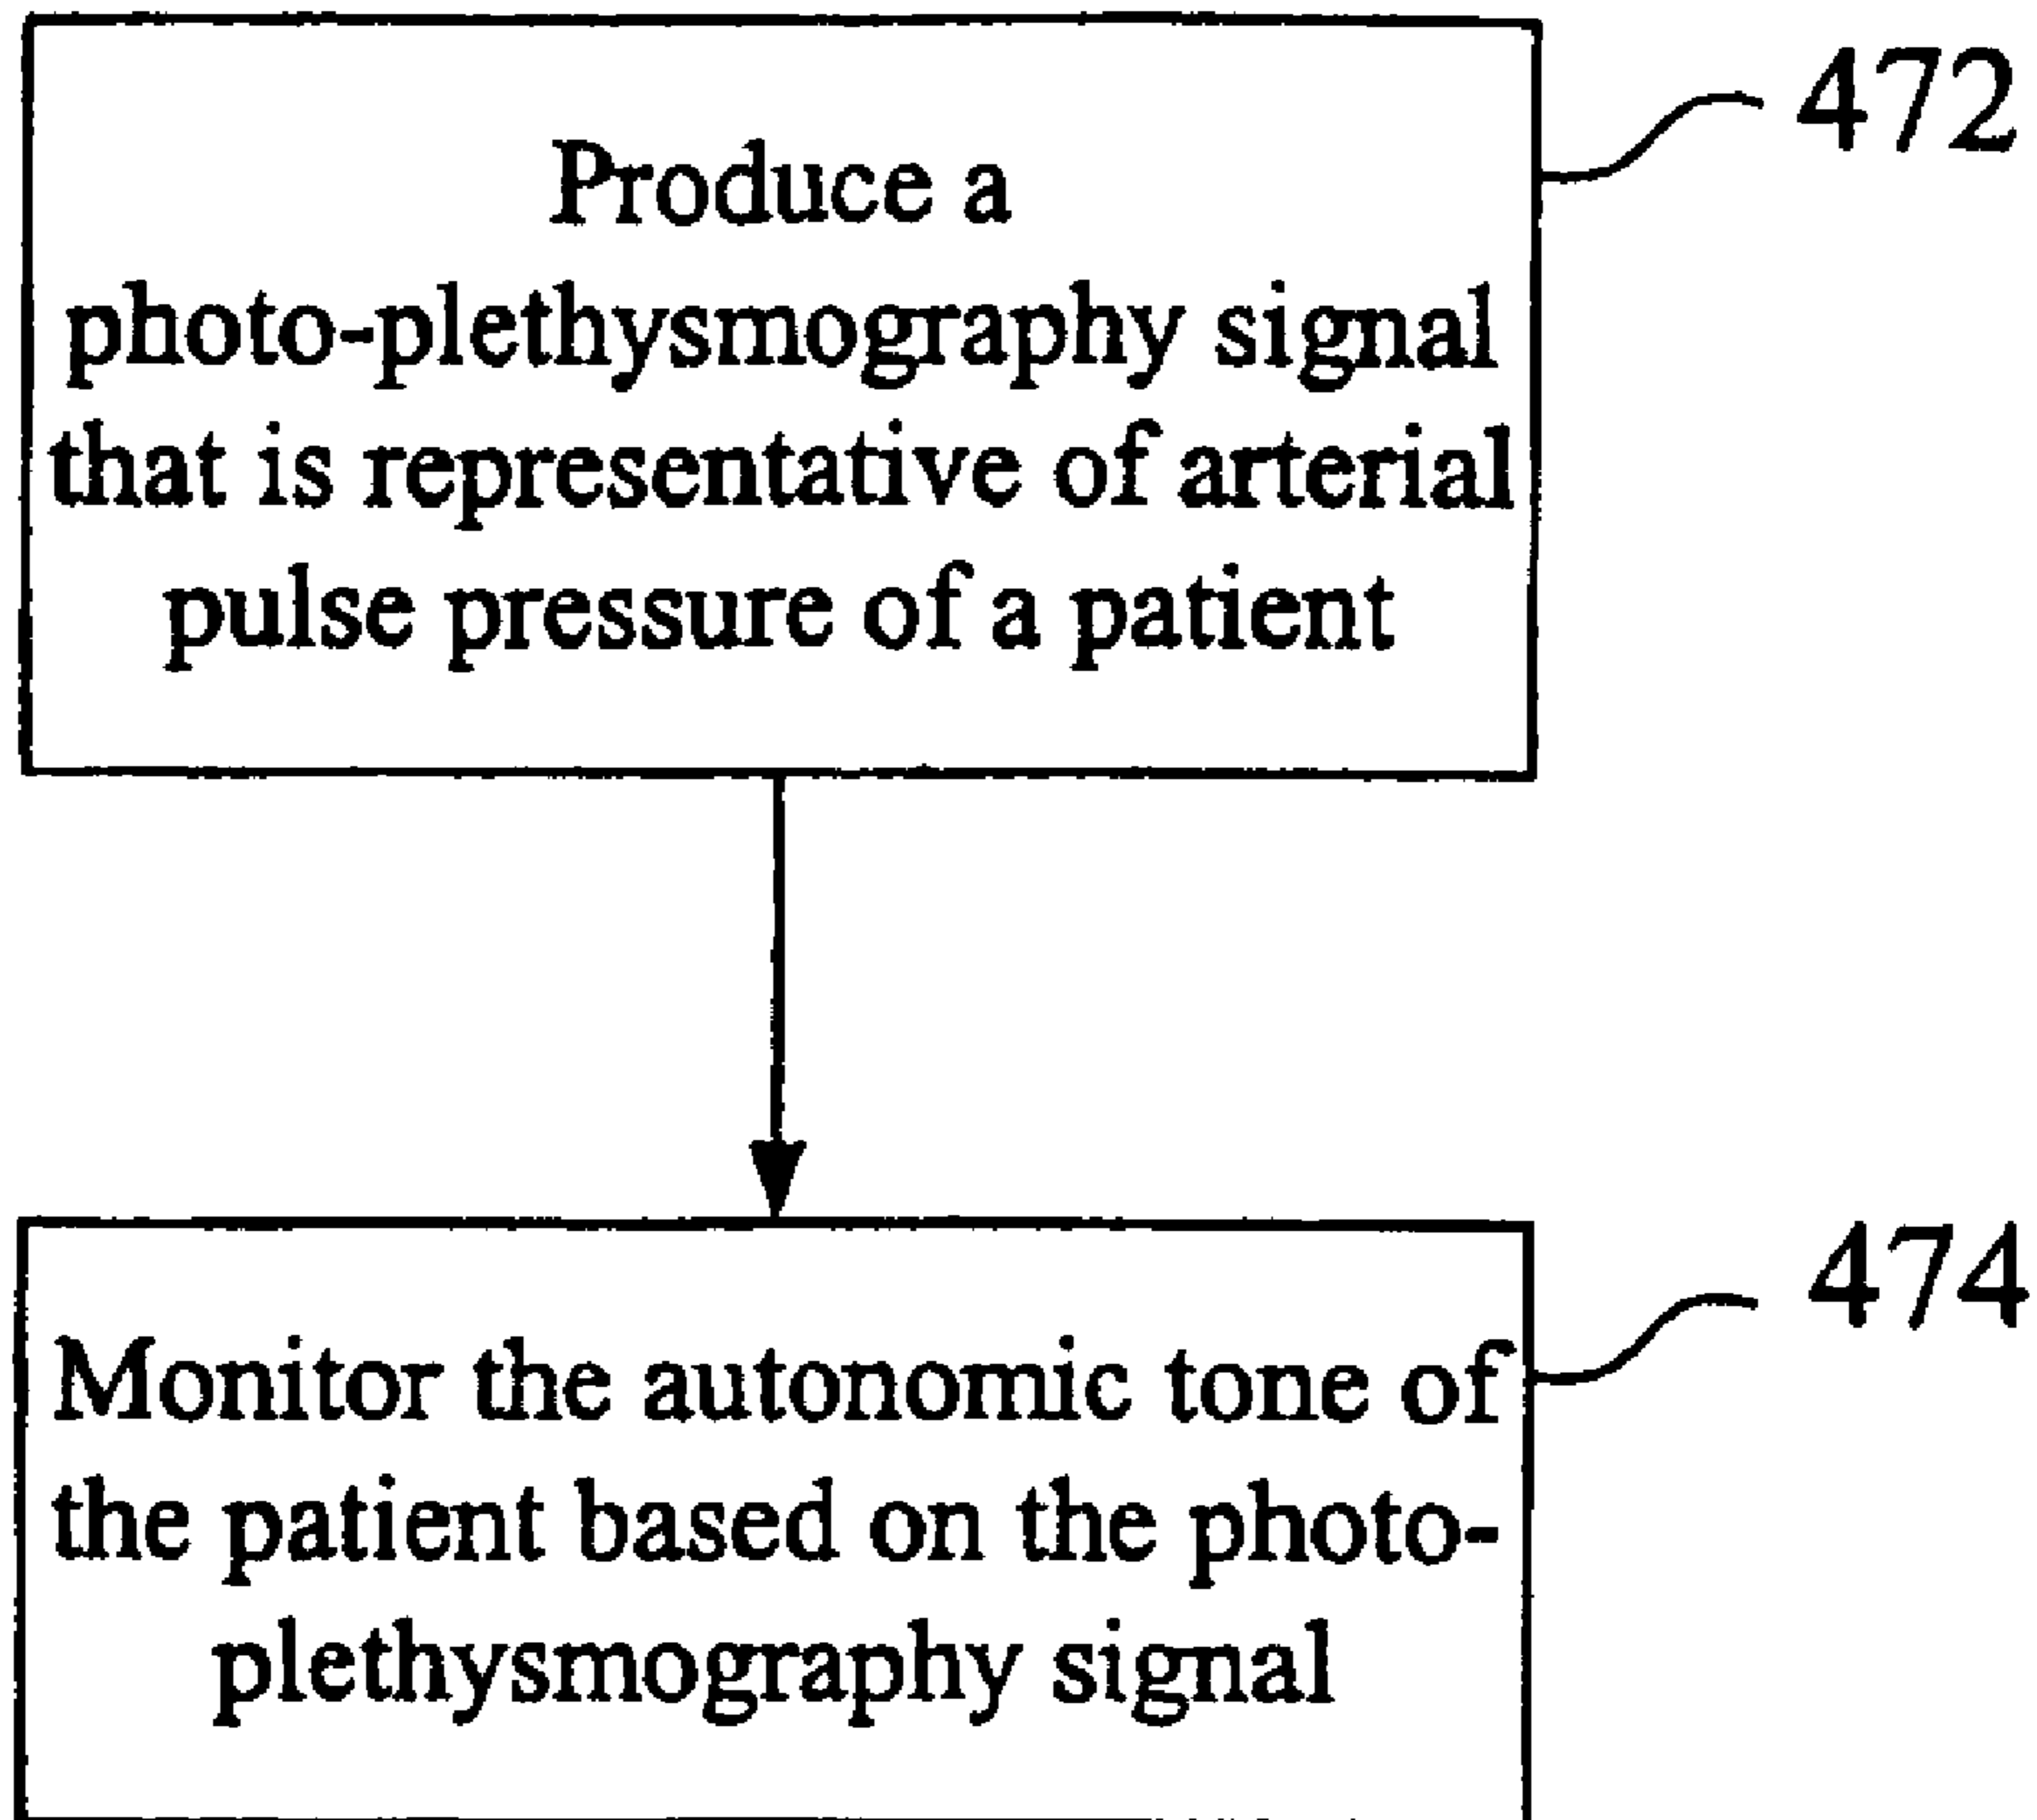 472
Produce a
photo-plethysmography signal
that is representative of arterial
pulse pressure of a patient
474
Monitor the autonomic tone of
the patient based on the photo-
plethysmography signal